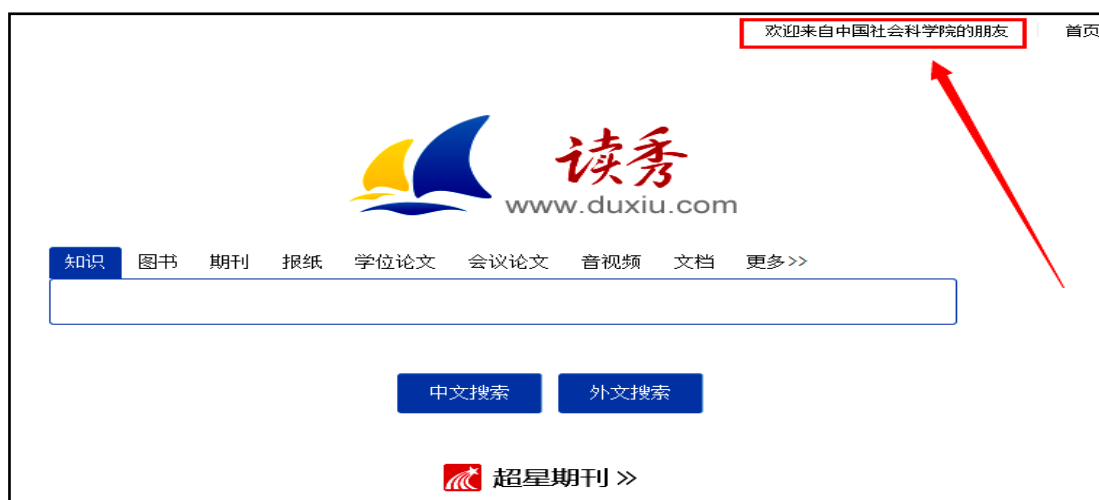 欢迎来自中国社会科学院的朋友 首页
读秀
www.duxiu.com
知识 图书 期刊 报纸 学位论文 会议论文 音视频 文档 更多>>
中文搜索 外文搜索
超星期刊 >>